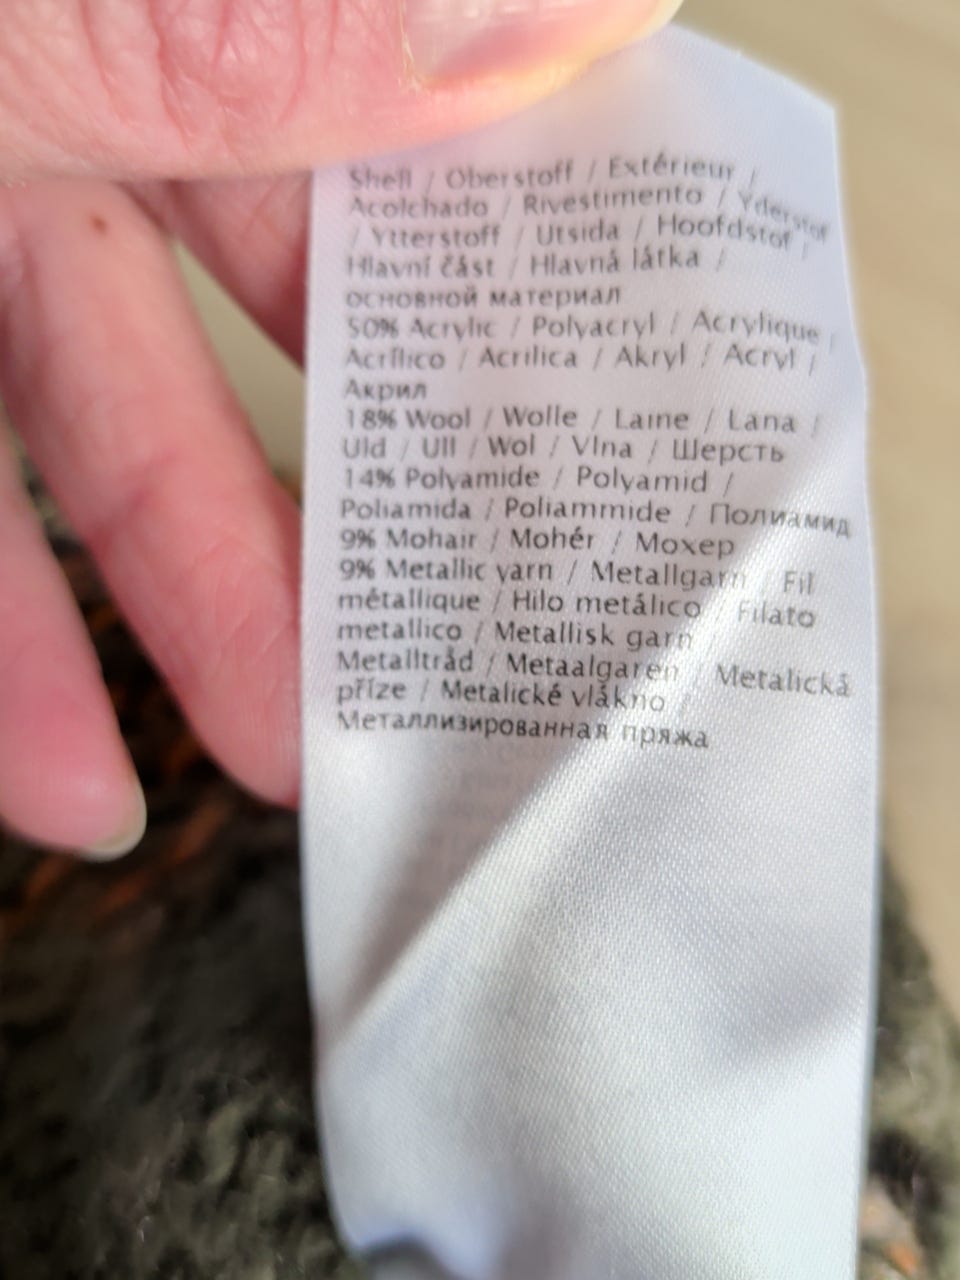 Shell / Oberstoff / Extérieur /
Acolchado / Rivestimento / Yderstof
/ Ytterstoff / Utsida / Hoofdstof /
Hlavní část / Hlavná látka /
основной материал
50% Acrylic / Polyacryl / Acrylique /
Acrílico / Acrilica / Akryl / Acryl /
Акрил
18% Wool / Wolle / Laine / Lana /
Uld / Ull / Wol / Vlna / Шерсть
14% Polyamide / Polyamid /
Poliamida / Poliammide / Полиамид
9% Mohair / Mohér / Мохер
9% Metallic yarn / Metallgarn / Fil
métallique / Hilo metálico / Filato
metallico / Metallisk garn /
Metalltråd / Metaalgaren / Metalická
příze / Metalické vlákno /
Металлизированная пряжа